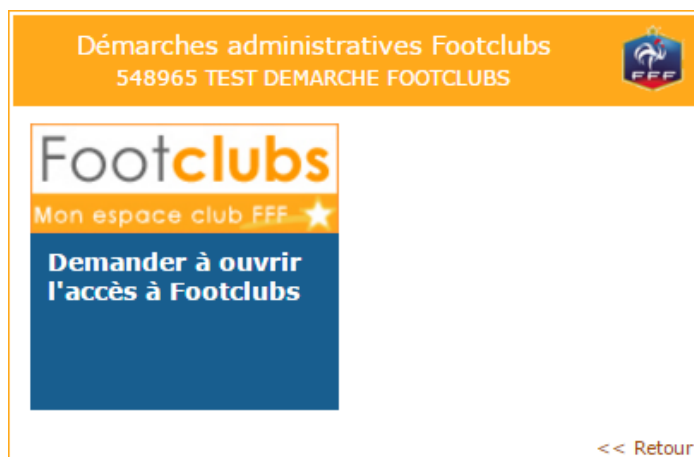 Démarches administratives Footclubs
548965 TEST DEMARCHE FOOTCLUBS
FFF
Footclubs
Mon espace club FFF
Demander à ouvrir
l'accès à Footclubs
<< Retour